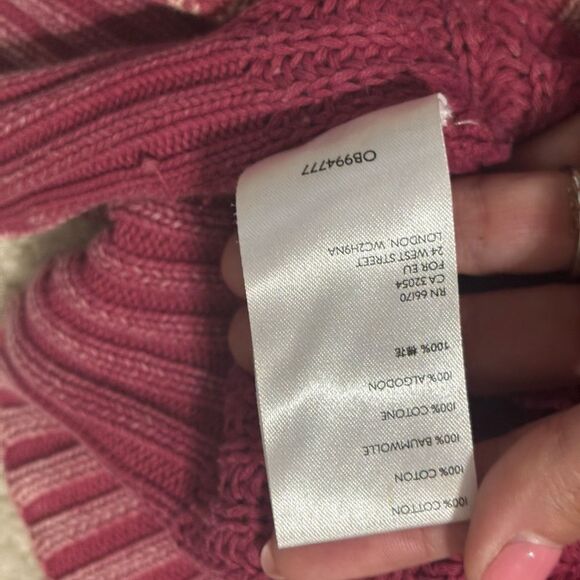 100% COTTON
100% COTON
100% BAUMWOLLE
100% COTONE
100% ALGODÓN
100% 棉花
RN 66170
CA 32054
FOR EU
24 WEST STREET
LONDON, WC2H9NA
OB994777